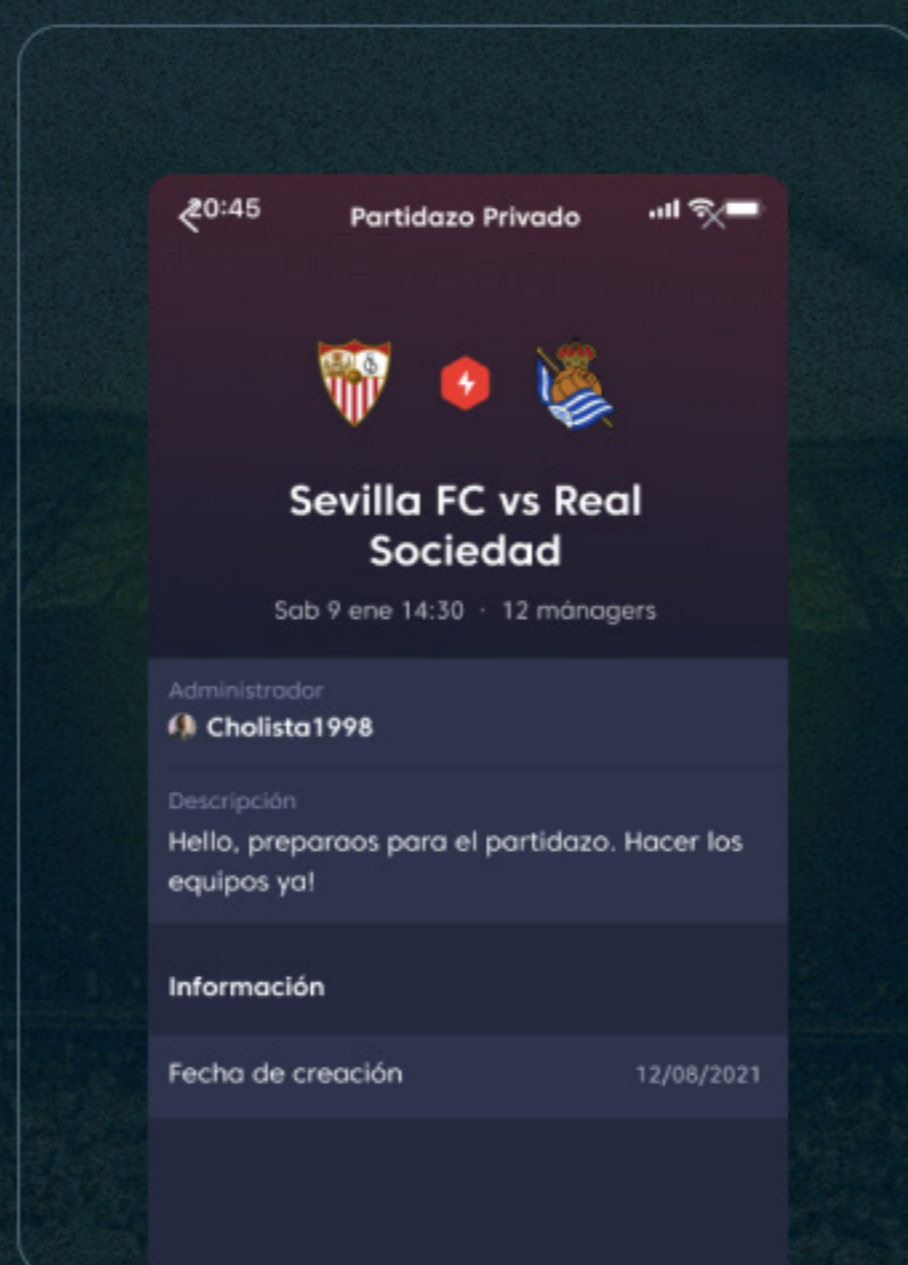 20:45
Partidazo Privado
Sevilla FC vs Real
Sociedad
Sab 9 ene 14:30 · 12 mánagers
Administrador
Cholista1998
Descripción
Hello, preparaos para el partidazo. Hacer los
equipos ya!
Información
Fecha de creación
12/08/2021